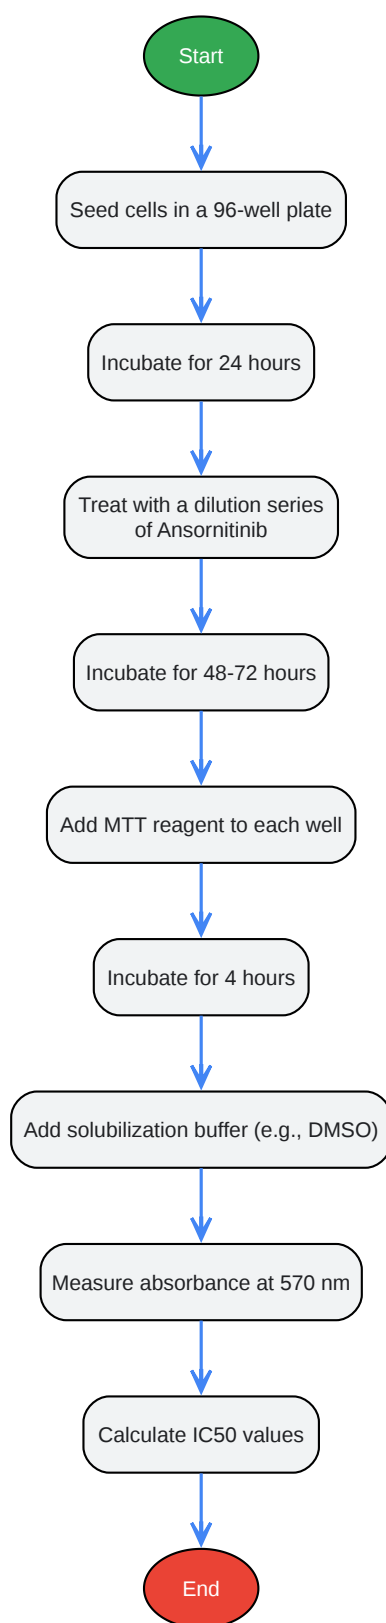 Start
Seed cells in a 96-well plate
Incubate for 24 hours
Treat with a dilution series
of Ansornitinib
Incubate for 48-72 hours
Add MTT reagent to each well
Incubate for 4 hours
Add solubilization buffer (e.g., DMSO)
Measure absorbance at 570 nm
Calculate IC50 values
End